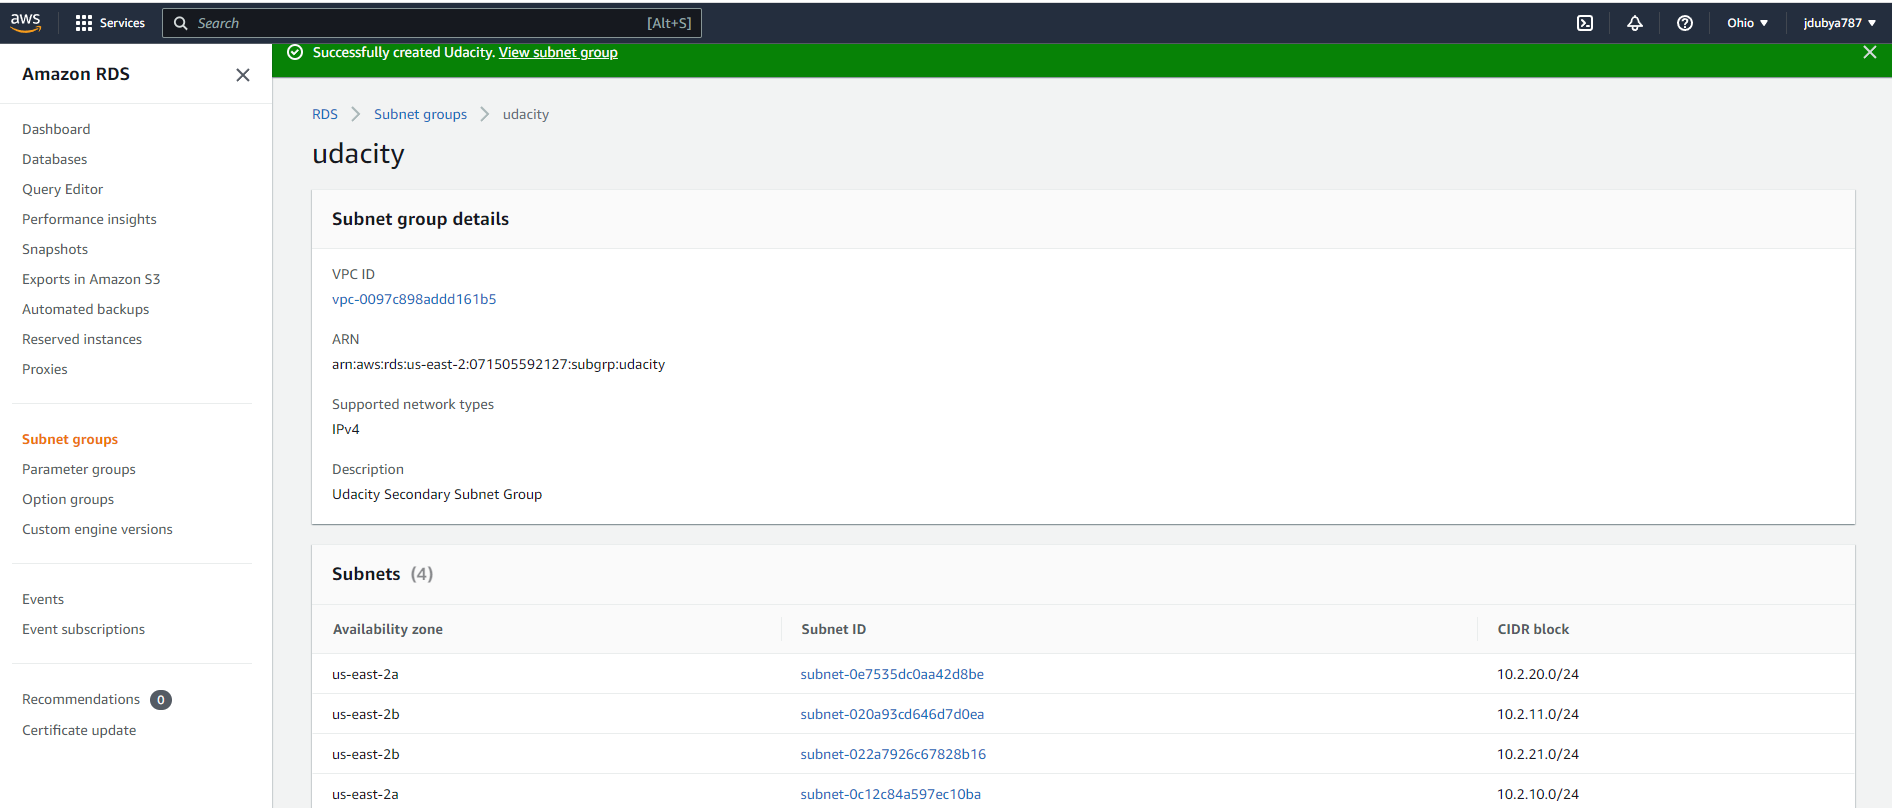 aws Services Search [Alt+S] Ohio jdubya787
Amazon RDS
Dashboard
Databases
Query Editor
Performance insights
Snapshots
Exports in Amazon S3
Automated backups
Reserved instances
Proxies
Subnet groups
Parameter groups
Option groups
Custom engine versions
Events
Event subscriptions
Recommendations 0
Certificate update
Successfully created Udacity. View subnet group
RDS Subnet groups udacity
udacity
Subnet group details
VPC ID
vpc-0097c898addd161b5
ARN
arn:aws:rds:us-east-2:071505592127:subgrp:udacity
Supported network types
IPv4
Description
Udacity Secondary Subnet Group
Subnets (4)
Availability zone Subnet ID CIDR block
us-east-2a subnet-0e7535dc0aa42d8be 10.2.20.0/24
us-east-2b subnet-020a93cd646d7d0ea 10.2.11.0/24
us-east-2b subnet-022a7926c67828b16 10.2.21.0/24
us-east-2a subnet-0c12c84a597ec10ba 10.2.10.0/24